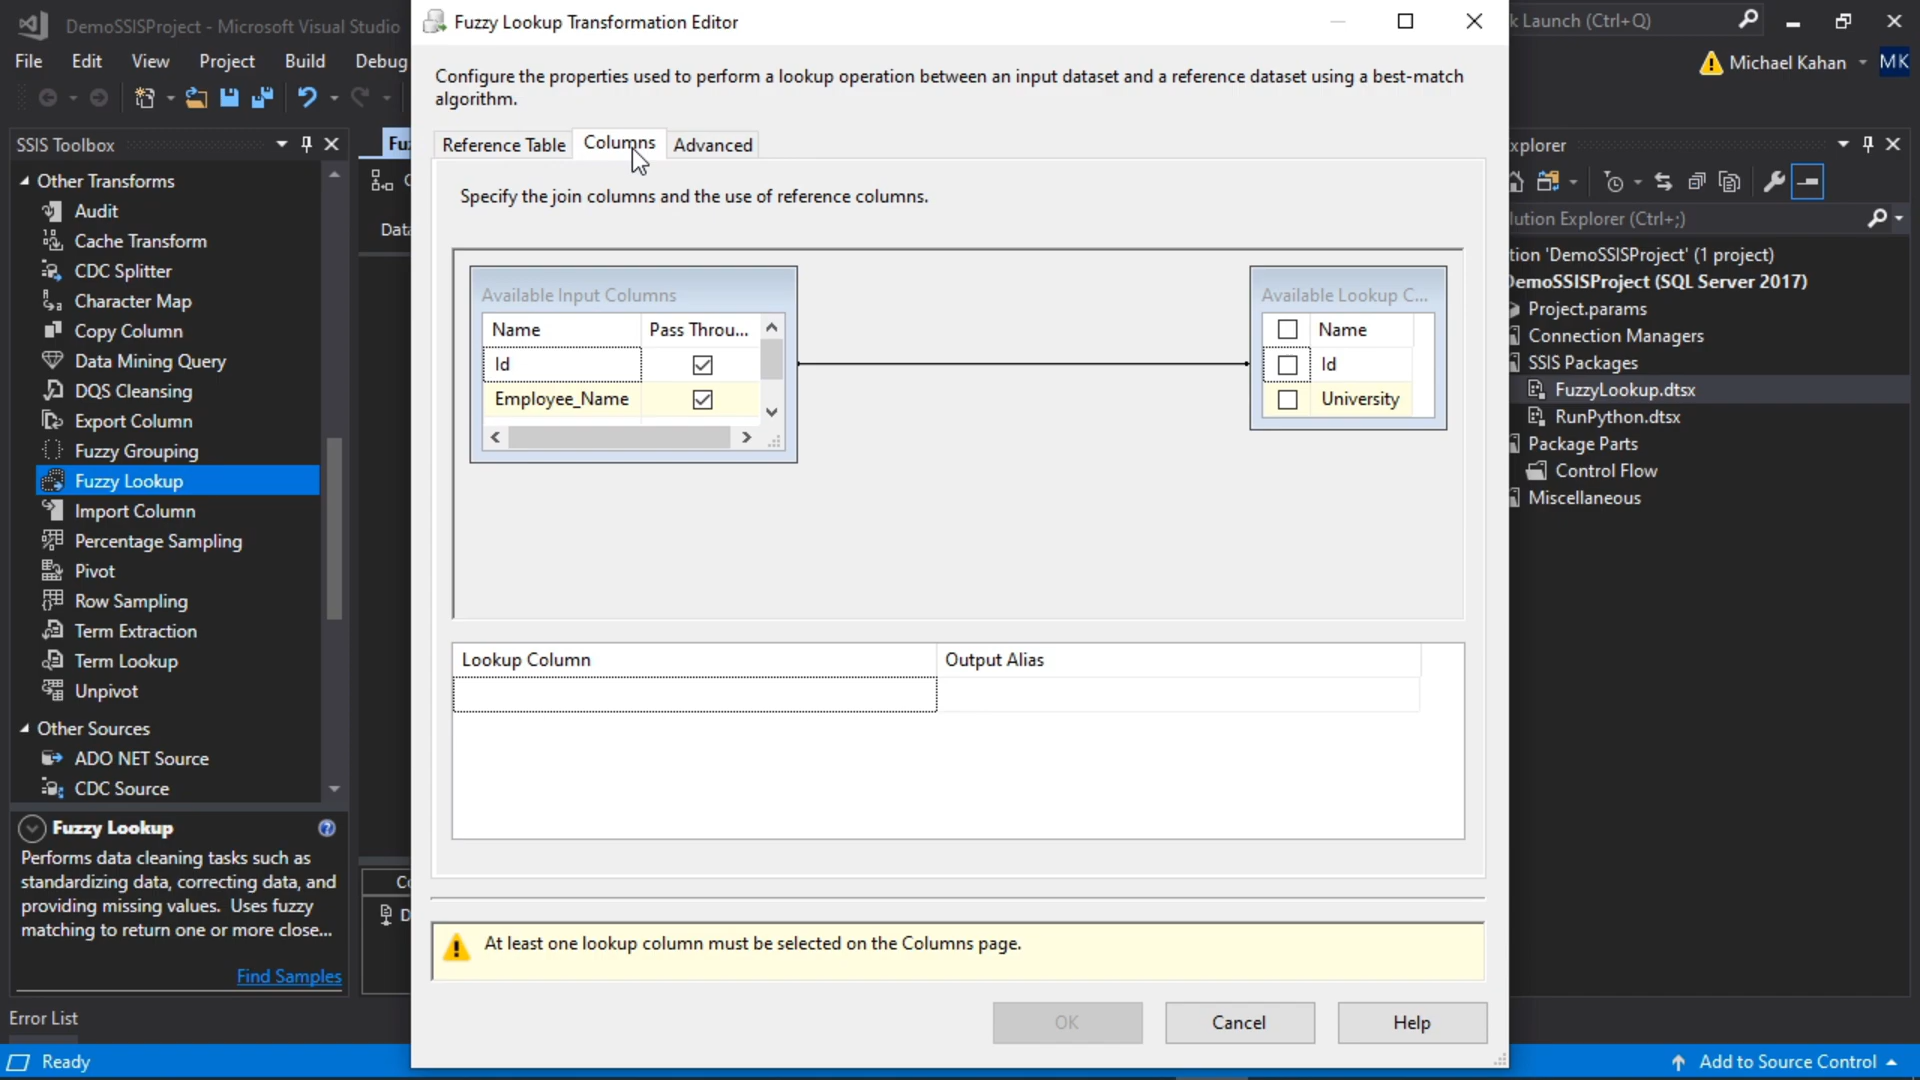 DemoSSISProject - Microsoft Visual Studio
Fuzzy Lookup Transformation Editor
k Launch (Ctrl+Q)
File Edit View Project Build Debug
Michael Kahan MK
Configure the properties used to perform a lookup operation between an input dataset and a reference dataset using a best-match
algorithm.
SSIS Toolbox
Reference Table Columns Advanced
xplorer
Other Transforms
Audit
Cache Transform
CDC Splitter
Character Map
Copy Column
Data Mining Query
DQS Cleansing
Export Column
Fuzzy Grouping
Fuzzy Lookup
Import Column
Percentage Sampling
Pivot
Row Sampling
Term Extraction
Term Lookup
Unpivot
Other Sources
ADO NET Source
CDC Source
Fuzzy Lookup
Performs data cleaning tasks such as
standardizing data, correcting data, and
providing missing values. Uses fuzzy
matching to return one or more close...
Find Samples
Error List
Ready
Fu
Data
Specify the join columns and the use of reference columns.
Available Input Columns
Name Pass Throu...
Id
Employee_Name
Available Lookup C...
Name
Id
University
Lookup Column Output Alias
At least one lookup column must be selected on the Columns page.
OK Cancel Help
lution Explorer (Ctrl+;)
tion 'DemoSSISProject' (1 project)
DemoSSISProject (SQL Server 2017)
Project.params
Connection Managers
SSIS Packages
FuzzyLookup.dtsx
RunPython.dtsx
Package Parts
Control Flow
Miscellaneous
Add to Source Control